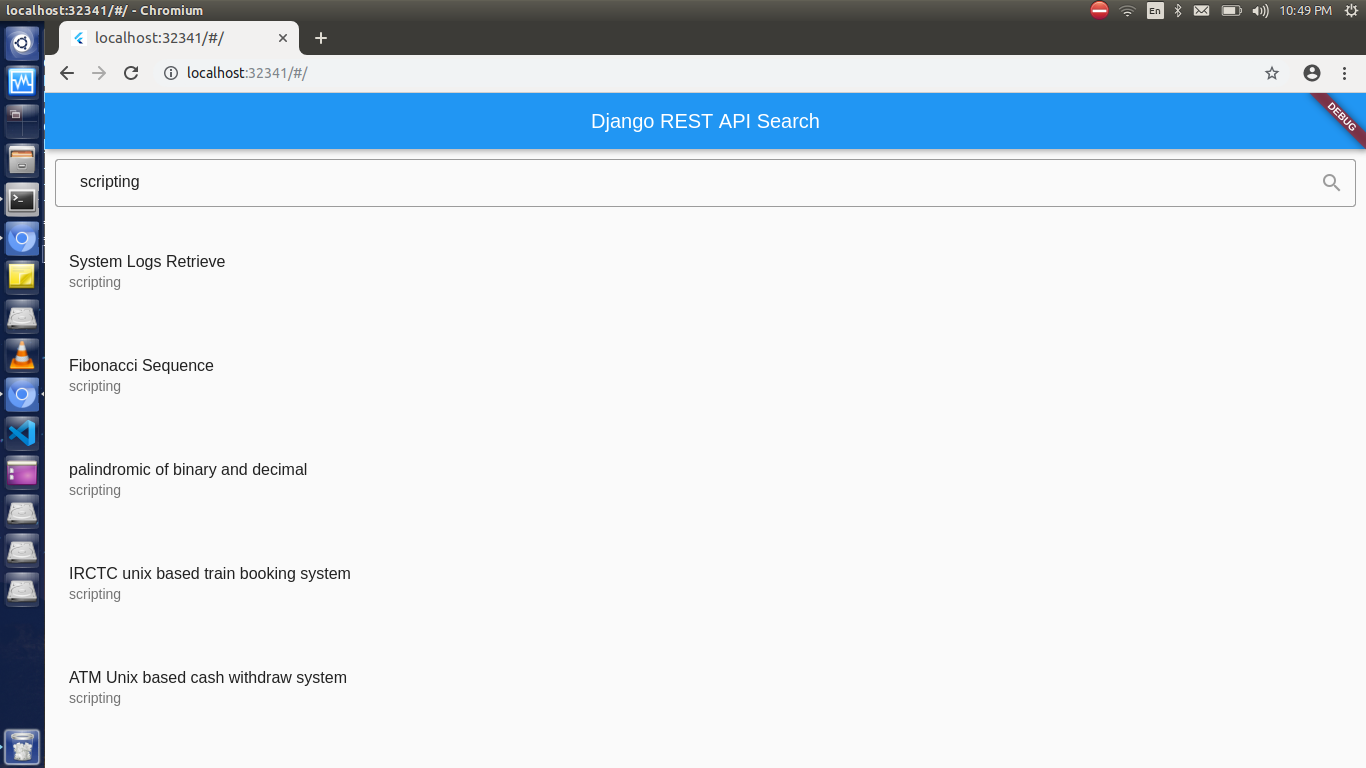 localhost:32341/#/ - Chromium
En
10:49 PM
localhost:32341/#/
localhost:32341/#/
Django REST API Search
DEBUG
scripting
System Logs Retrieve
scripting
Fibonacci Sequence
scripting
palindromic of binary and decimal
scripting
IRCTC unix based train booking system
scripting
ATM Unix based cash withdraw system
scripting